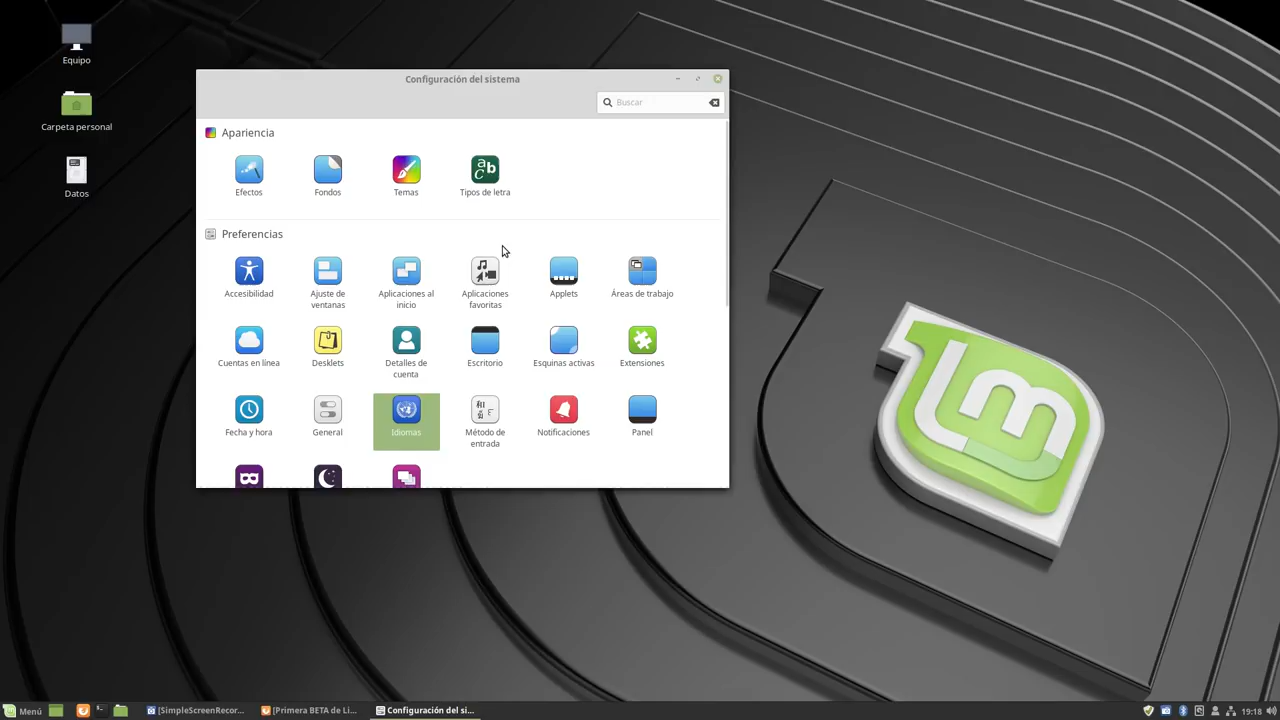 Equipo
Carpeta personal
Datos
Configuración del sistema
Buscar
Apariencia
Efectos
Fondos
Temas
Tipos de letra
Preferencias
Accesibilidad
Ajuste de
ventanas
Aplicaciones al
inicio
Aplicaciones
favoritas
Applets
Áreas de trabajo
Cuentas en línea
Desklets
Detalles de
cuenta
Escritorio
Esquinas activas
Extensiones
Fecha y hora
General
Idiomas
Método de
entrada
Notificaciones
Panel
Menú
[SimpleScreenRecor...
[Primera BETA de Li...
Configuración del si...
19:18